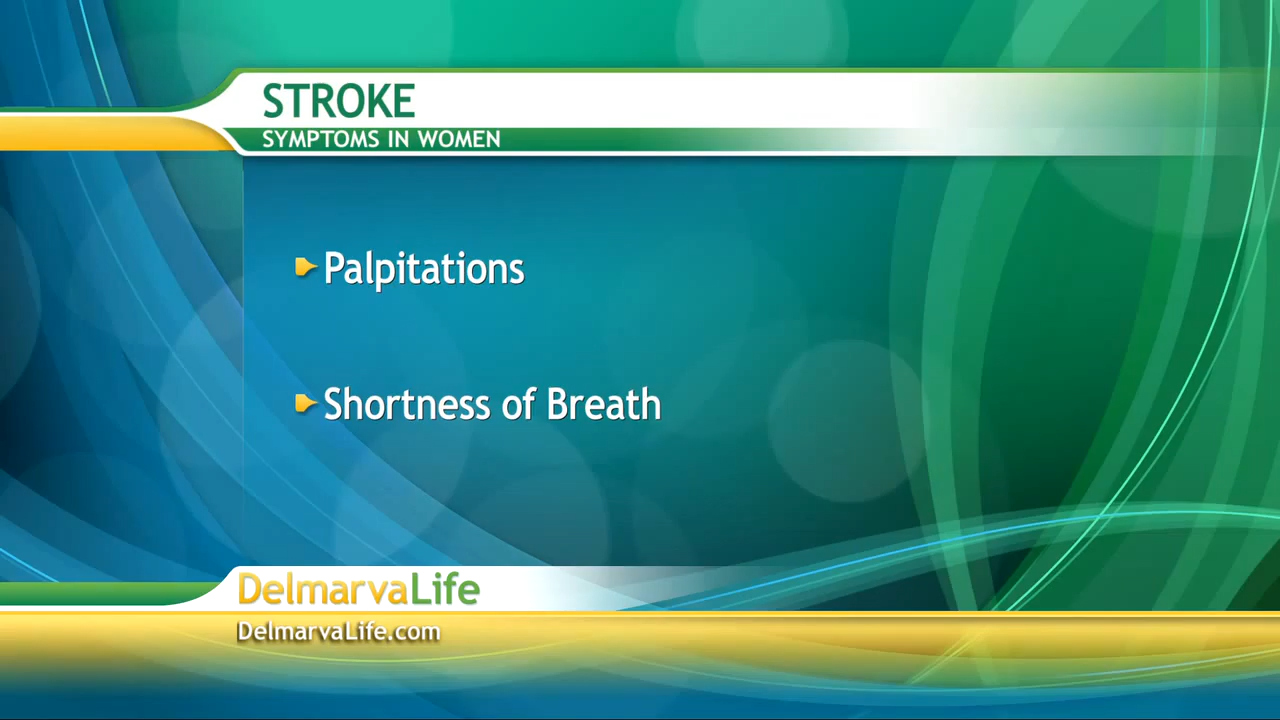 STROKE
SYMPTOMS IN WOMEN
Palpitations
Shortness of Breath
DelmarvaLife
DelmarvaLife.com